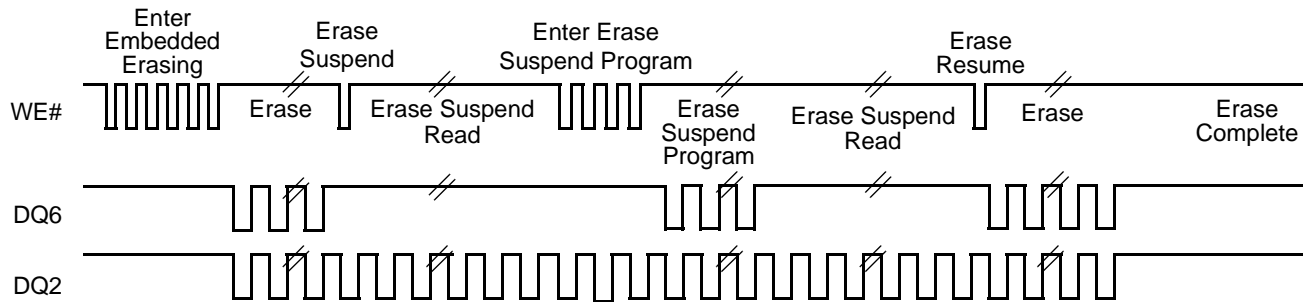 Enter
Embedded
Erasing
Erase
Suspend
Enter Erase
Suspend Program
Erase
Resume
WE#
Erase
Erase Suspend
Read
Erase
Suspend
Program
Erase Suspend
Read
Erase
Erase
Complete
DQ6
DQ2